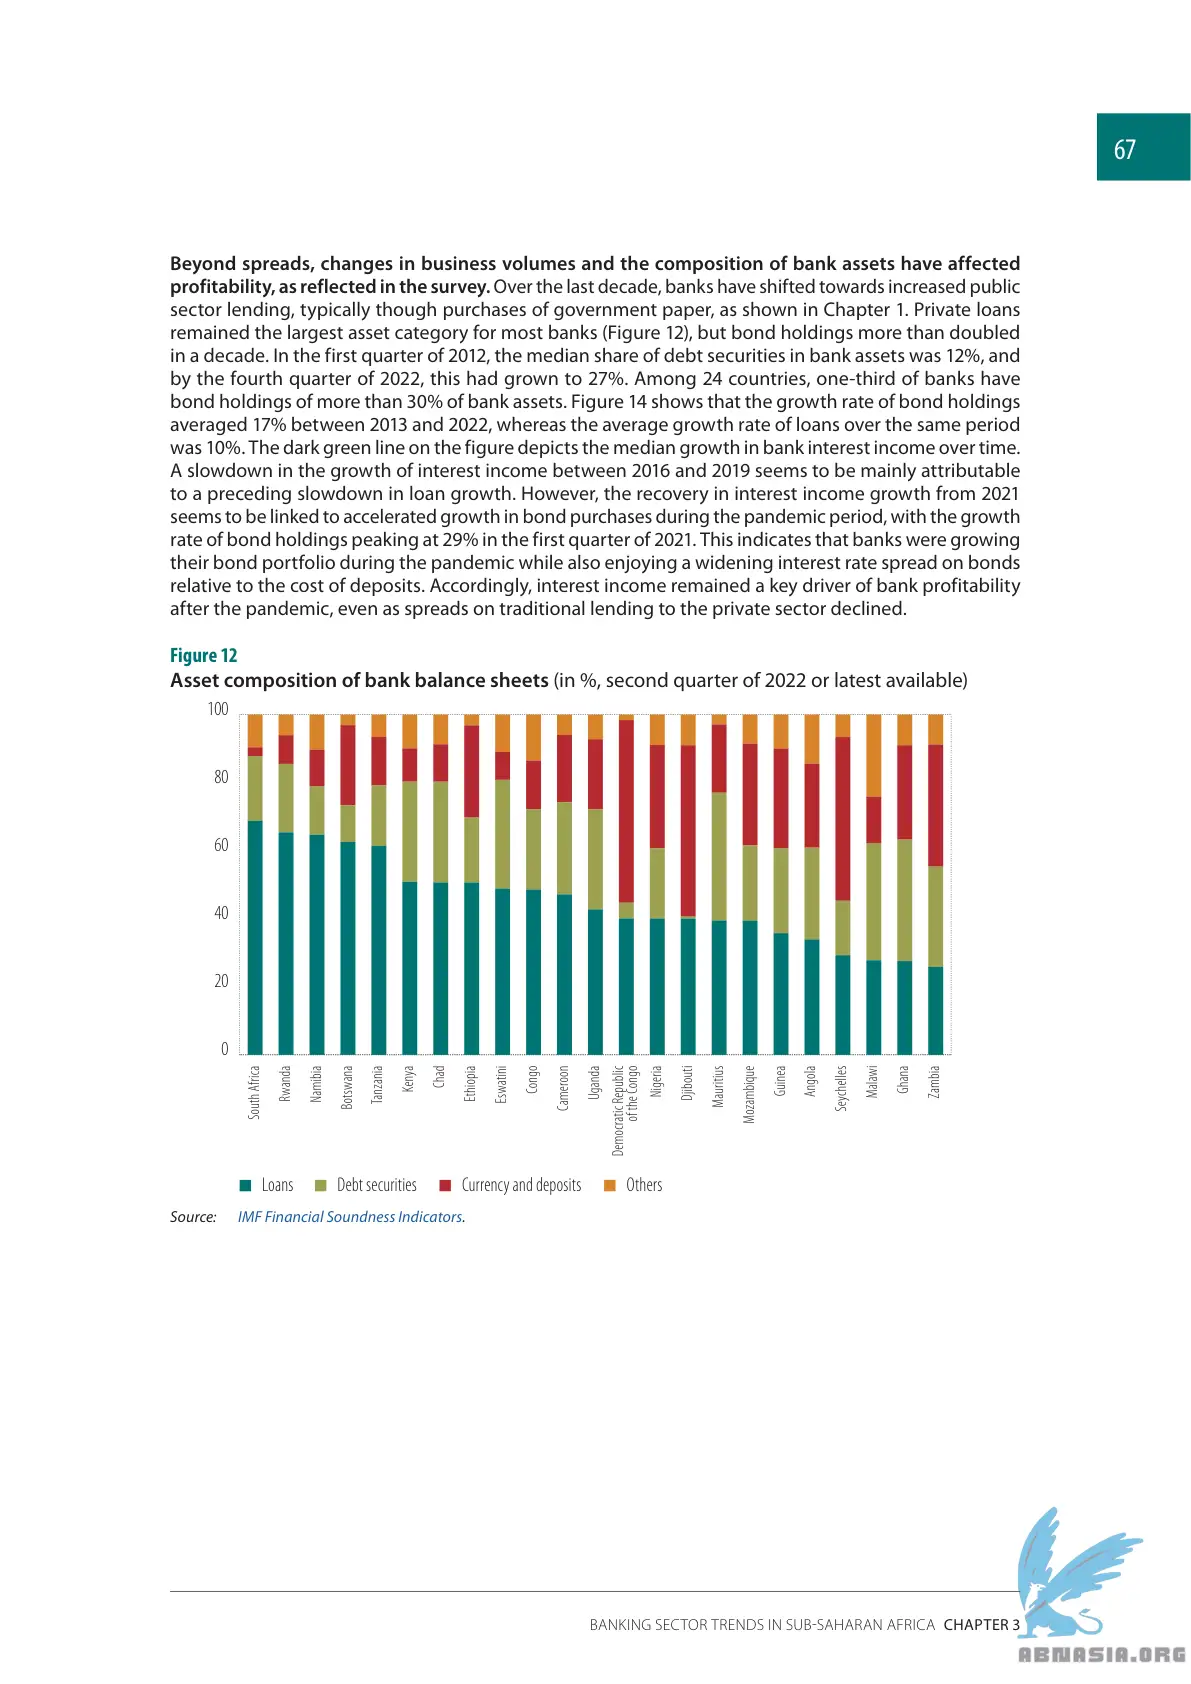 67
Beyond spreads, changes in business volumes and the composition of bank assets have affected
profitability, as reflected in the survey. Over the last decade, banks have shifted towards increased public
sector lending, typically though purchases of government paper, as shown in Chapter 1. Private loans
remained the largest asset category for most banks (Figure 12), but bond holdings more than doubled
in a decade. In the first quarter of 2012, the median share of debt securities in bank assets was 12%, and
by the fourth quarter of 2022, this had grown to 27%. Among 24 countries, one-third of banks have
bond holdings of more than 30% of bank assets. Figure 14 shows that the growth rate of bond holdings
averaged 17% between 2013 and 2022, whereas the average growth rate of loans over the same period
was 10%. The dark green line on the figure depicts the median growth in bank interest income over time.
A slowdown in the growth of interest income between 2016 and 2019 seems to be mainly attributable
to a preceding slowdown in loan growth. However, the recovery in interest income growth from 2021
seems to be linked to accelerated growth in bond purchases during the pandemic period, with the growth
rate of bond holdings peaking at 29% in the first quarter of 2021. This indicates that banks were growing
their bond portfolio during the pandemic while also enjoying a widening interest rate spread on bonds
relative to the cost of deposits. Accordingly, interest income remained a key driver of bank profitability
after the pandemic, even as spreads on traditional lending to the private sector declined.
Figure 12
Asset composition of bank balance sheets (in %, second quarter of 2022 or latest available)
100
80
60
40
20
0
South Africa
Rwanda
Namibia
Botswana
Tanzania
Kenya
Chad
Ethiopia
Eswatini
Congo
Cameroon
Uganda
Democratic Republic
of the Congo
Nigeria
Djibouti
Mauritius
Mozambique
Guinea
Angola
Seychelles
Malawi
Ghana
Zambia
Loans Debt securities Currency and deposits Others
Source: IMF Financial Soundness Indicators.
BANKING SECTOR TRENDS IN SUB-SAHARAN AFRICA CHAPTER 3
ABNASIA.ORG